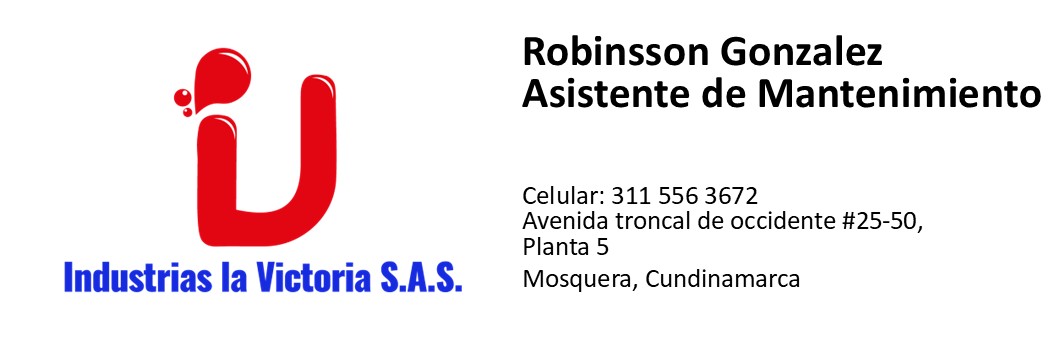 Robinsson Gonzalez
Asistente de Mantenimiento
Celular: 311 556 3672
Avenida troncal de occidente #25-50,
Planta 5
Mosquera, Cundinamarca
Industrias la Victoria S.A.S.